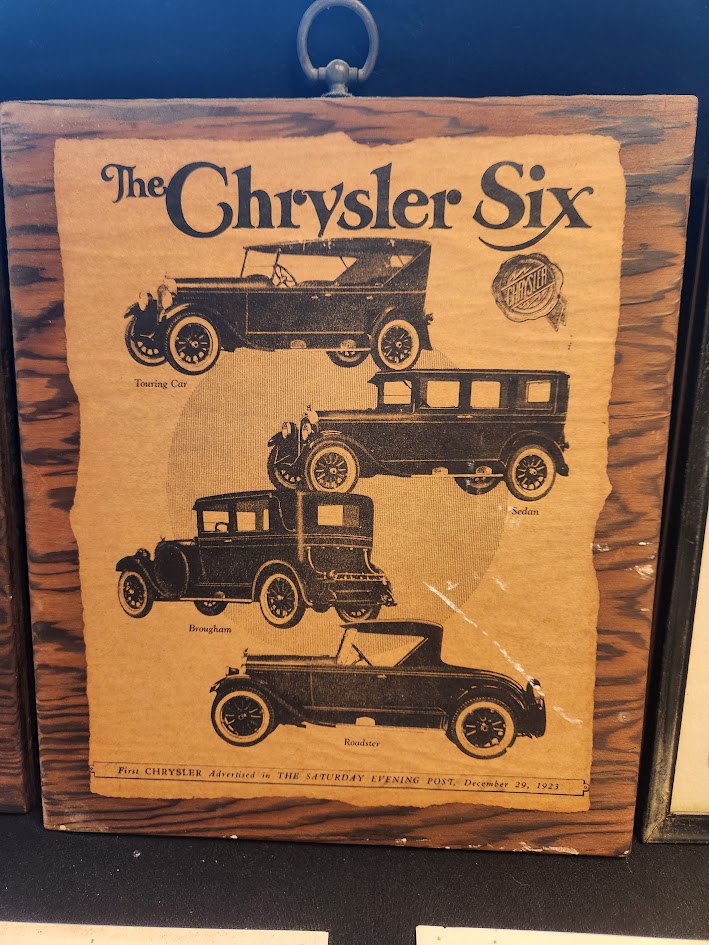 The Chrysler Six
CHRYSLER
Touring Car
Sedan
Brougham
Roadster
First CHRYSLER Advertised in THE SATURDAY EVENING POST, December 29, 1923